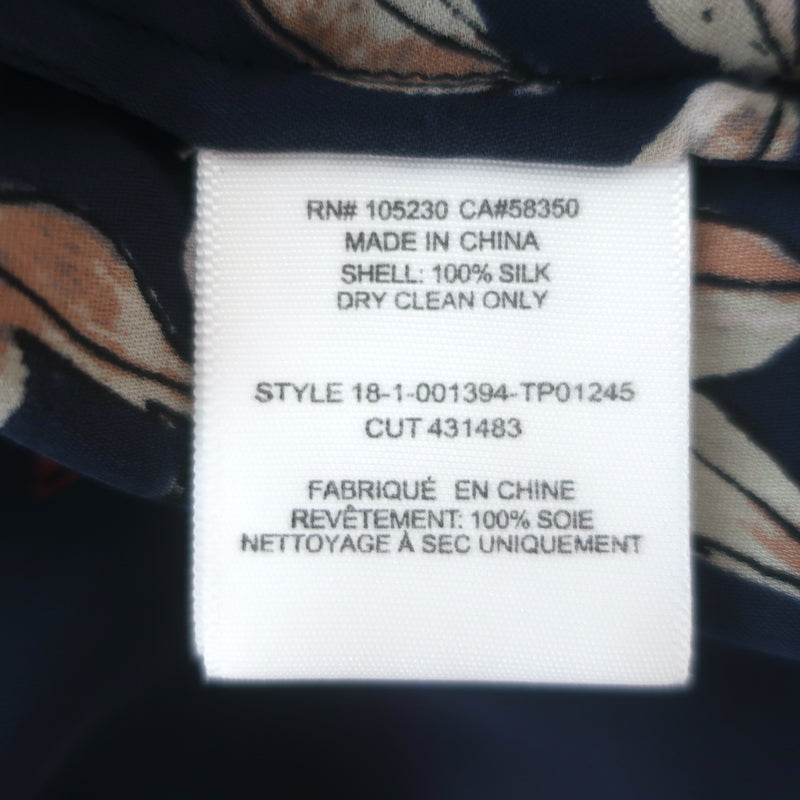 RN# 105230 CA#58350
MADE IN CHINA
SHELL: 100% SILK
DRY CLEAN ONLY
STYLE 18-1-001394-TP01245
CUT 431483
FABRIQUÉ EN CHINE
REVÊTEMENT: 100% SOIE
NETTOYAGE À SEC UNIQUEMENT